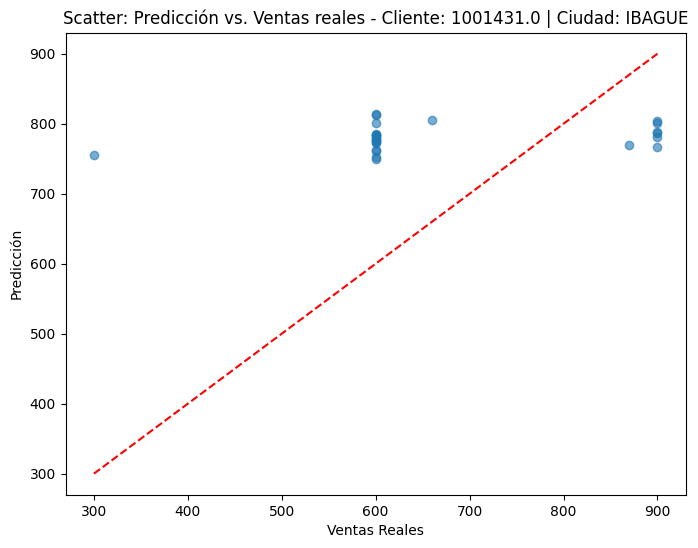 Scatter: Predicción vs. Ventas reales - Cliente: 1001431.0 | Ciudad: IBAGUE
900
800
700
600
500
400
300
Predicción
300 400 500 600 700 800 900
Ventas Reales